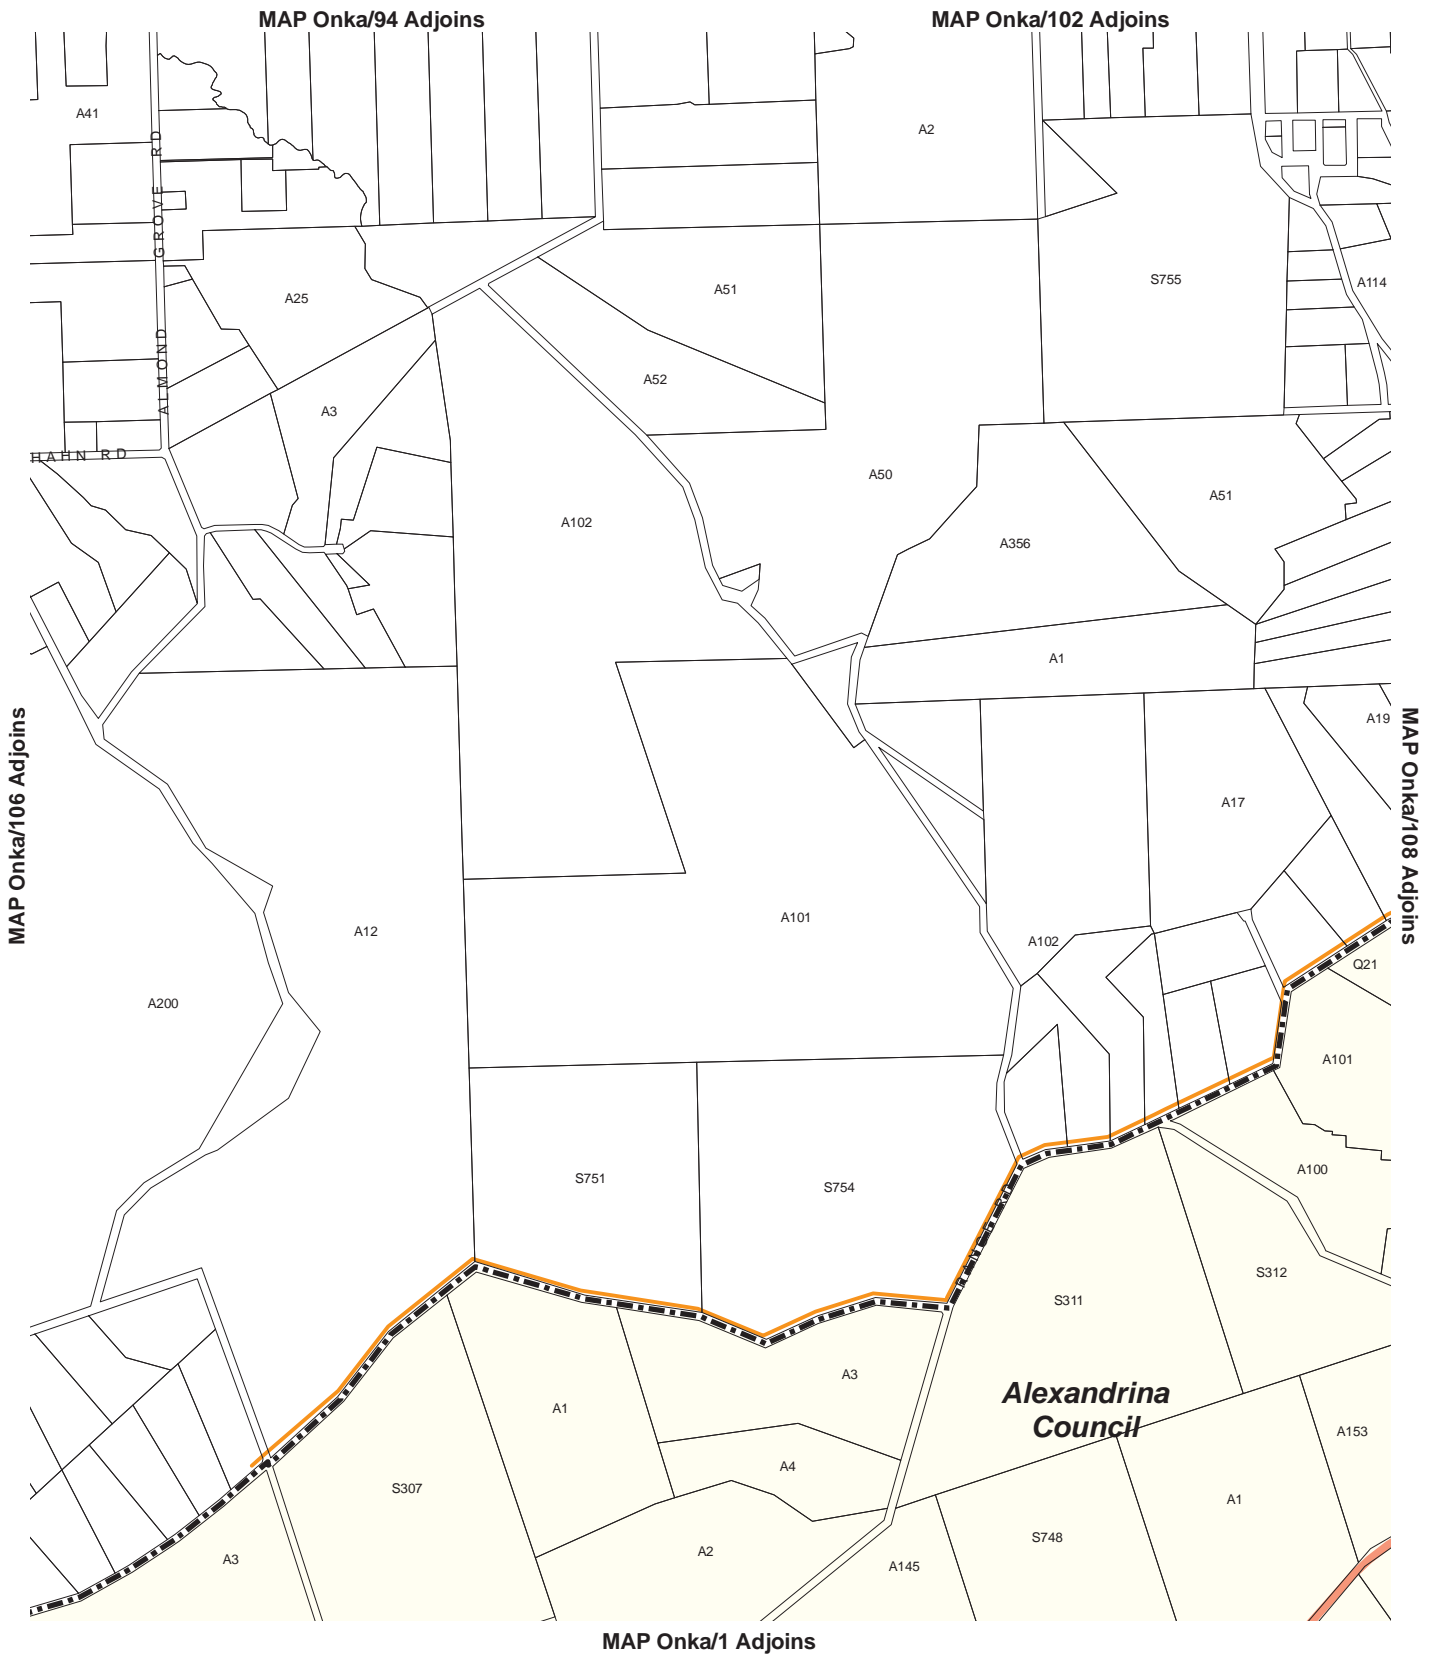 MAP Onka/94 Adjoins
MAP Onka/102 Adjoins
A41
A2
ALMOND GROVE RD
S755
A114
A25
A51
A52
A3
HAHN RD
A50
A51
A102
A356
A1
MAP Onka/106 Adjoins
MAP Onka/108 Adjoins
A19
A17
A101
A12
A102
Q21
A200
A101
A100
S751
S754
S312
S311
A3
Alexandrina
Council
A1
A153
A4
S307
A1
S748
A2
A3
A145
MAP Onka/1 Adjoins